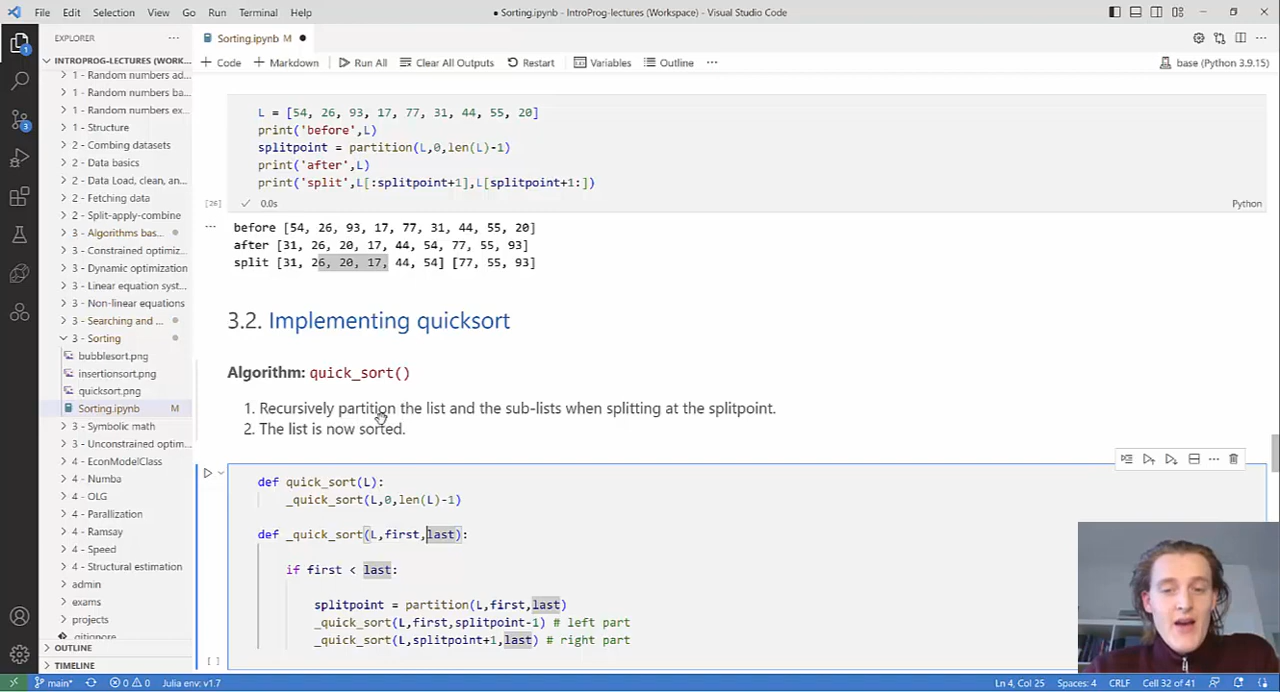 File Edit Selection View Go Run Terminal Help
• Sorting.ipynb - IntroProg-lectures (Workspace) - Visual Studio Code
EXPLORER
Sorting.ipynb M
INTROPROG-LECTURES (WORK...
+ Code + Markdown Run All Clear All Outputs Restart Variables Outline ... base (Python 3.9.15)
1 - Random numbers ad...
1 - Random numbers ba...
1 - Random numbers ex...
1 - Structure
2 - Combing datasets
2 - Data basics
2 - Data Load, clean, an...
2 - Fetching data
2 - Split-apply-combine
3 - Algorithms bas...
3 - Constrained optimiz...
3 - Dynamic optimization
3 - Linear equation syst...
3 - Non-linear equations
3 - Searching and ...
3 - Sorting
bubblesort.png
insertionsort.png
quicksort.png
Sorting.ipynb M
3 - Symbolic math
3 - Unconstrained optim...
4 - EconModelClass
4 - Numba
4 - OLG
4 - Parallization
4 - Ramsay
4 - Speed
4 - Structural estimation
admin
exams
projects
.gitignore
OUTLINE
TIMELINE
L = [54, 26, 93, 17, 77, 31, 44, 55, 20]
print('before',L)
splitpoint = partition(L,0,len(L)-1)
print('after',L)
print('split',L[:splitpoint+1],L[splitpoint+1:])
[26] 0.0s Python
before [54, 26, 93, 17, 77, 31, 44, 55, 20]
after [31, 26, 20, 17, 44, 54, 77, 55, 93]
split [31, 26, 20, 17, 44, 54] [77, 55, 93]
3.2. Implementing quicksort
Algorithm: quick_sort()
1. Recursively partition the list and the sub-lists when splitting at the splitpoint.
2. The list is now sorted.
def quick_sort(L):
_quick_sort(L,0,len(L)-1)
def _quick_sort(L,first,last):
if first < last:
splitpoint = partition(L,first,last)
_quick_sort(L,first,splitpoint-1) # left part
_quick_sort(L,splitpoint+1,last) # right part
[ ]
main* 0 0 Julia env: v1.7 Ln 4, Col 25 Spaces: 4 CRLF Cell 32 of 41